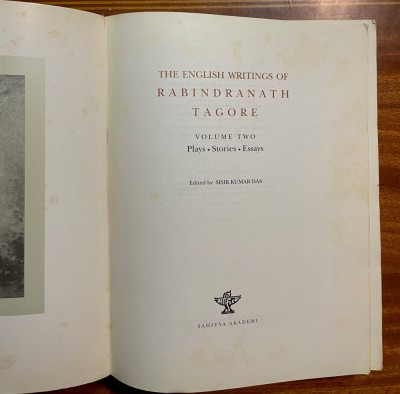 THE ENGLISH WRITINGS OF
RABINDRANATH
TAGORE
VOLUME TWO
Plays • Stories • Essays
Edited by SISIR KUMAR DAS
SAHITYA AKADEMI